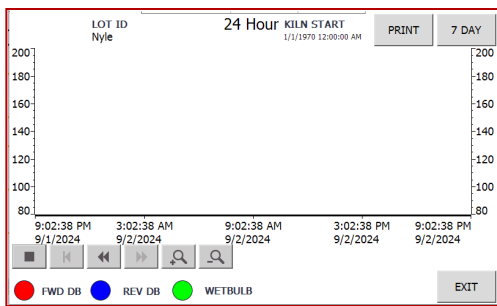 LOT ID 24 Hour KILN START PRINT 7 DAY
Nyle 1/1/1970 12:00:00 AM
200 200
180 180
160 160
140 140
120 120
100 100
80 80
9:02:38 PM 3:02:38 AM 9:02:38 AM 3:02:38 PM 9:02:38 PM
9/1/2024 9/2/2024 9/2/2024 9/2/2024 9/2/2024
FWD DB REV DB WETBULB EXIT